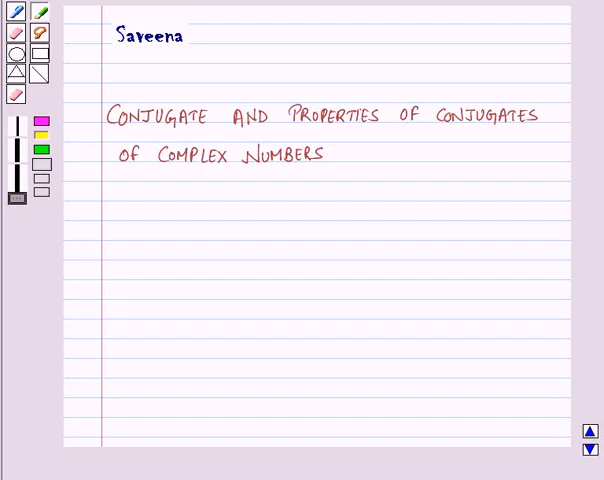 Saveena
CONJUGATE AND PROPERTIES OF CONJUGATES
OF COMPLEX NUMBERS